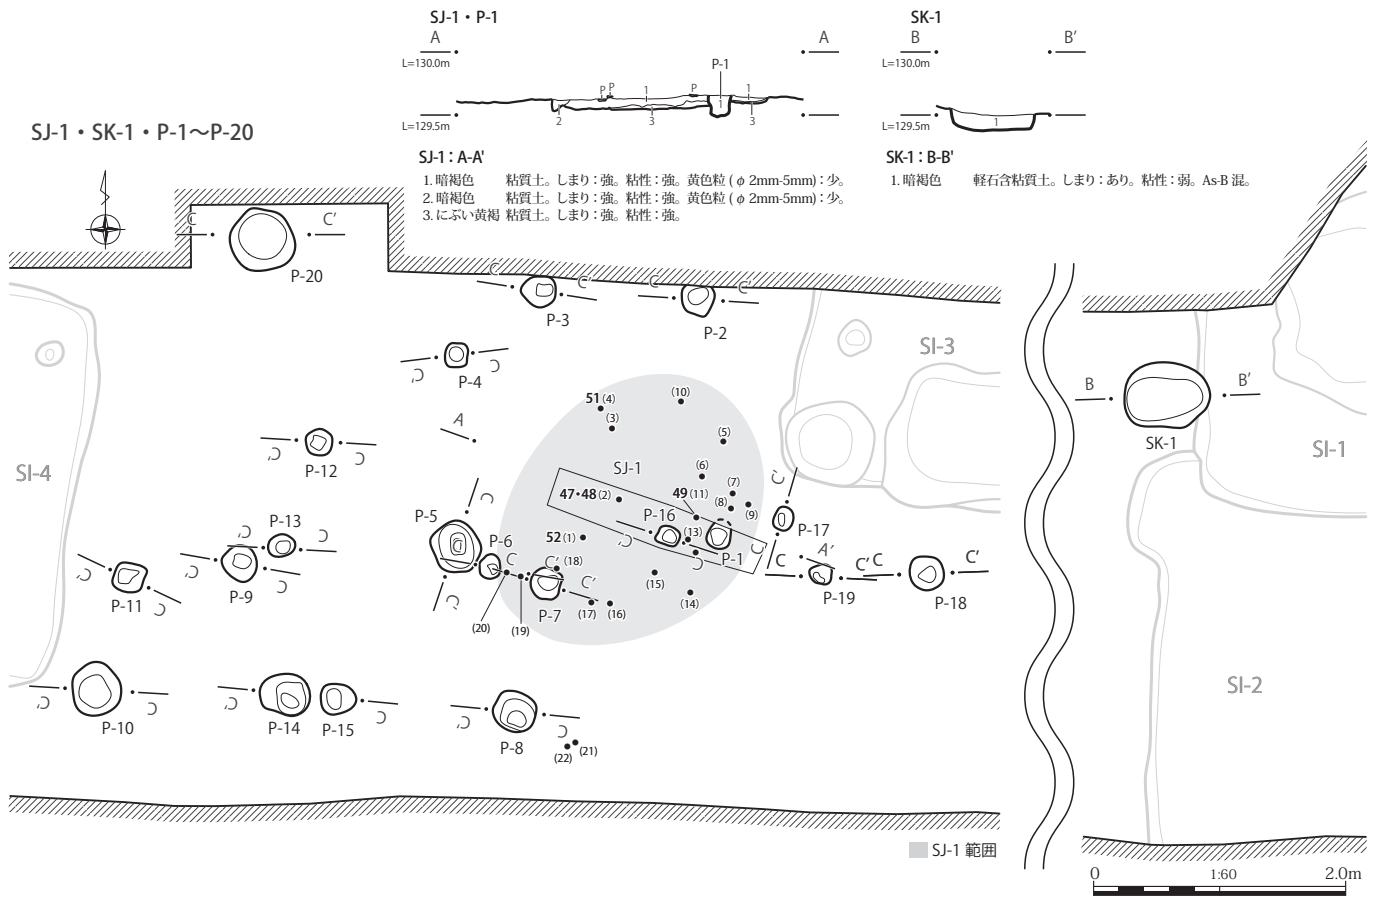 SJ-1・P-1
A
A
L=130.0m
P-1
P
P
1
P
1
1
2
3
3
L=129.5m
SK-1
B
B'
L=130.0m
L=129.5m
1
SJ-1・SK-1・P-1～P-20
SJ-1：A-A'
1. 暗褐色 粘質土。しまり：強。粘性：強。黄色粒 ( φ 2mm-5mm)：少。
2. 暗褐色 粘質土。しまり：強。粘性：強。黄色粒 ( φ 2mm-5mm)：少。
3. にぶい黄褐 粘質土。しまり：強。粘性：強。
SK-1：B-B'
1. 暗褐色 軽石含粘質土。しまり：あり。粘性：弱。As-B 混。
C
C'
P-20
C
C'
P-3
C
C'
P-2
SI-3
C'
C
P-4
B
B'
SK-1
SI-1
A
51(4)
(3)
(10)
(5)
C'
C
P-12
SI-4
SJ-1
(6)
(7)
47・48(2)
49(11)
(8)
(9)
C'
C
P-5
P-16
(13)
P-17
P-13
C'
C
P-6
C
52(1)
C'
C
P-1
C
A'
C'
C
P-11
C'
C
P-9
C'
C'
(18)
C'
(15)
C
C'
P-19
C
C'
P-18
P-7
(17)
(16)
(14)
(20)
(19)
C'
C
P-10
C'
C
P-14
P-15
C'
C
P-8
(22)
(21)
SI-2
SJ-1 範囲
0
1:60
2.0m